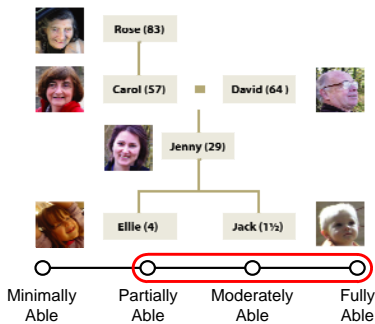 Rose (83)
Carol (57)
David (64)
Jenny (29)
Ellie (4)
Jack (1½)
Minimally Able
Partially Able
Moderately Able
Fully Able